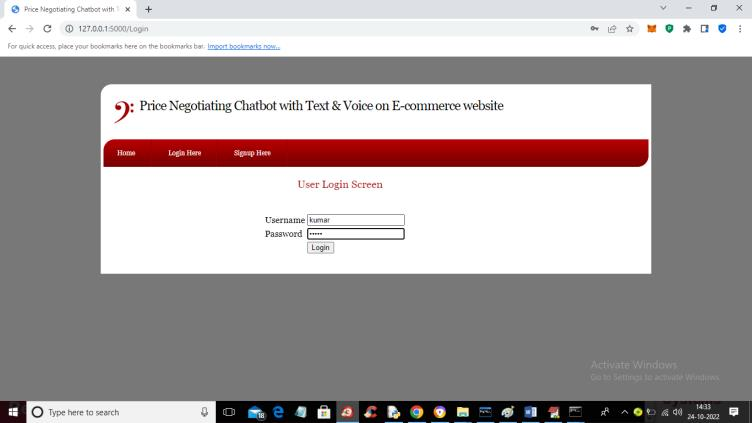 Price Negotiating Chatbot with T
127.0.0.1:5000/Login
For quick access, place your bookmarks here on the bookmarks bar. Import bookmarks now...
Price Negotiating Chatbot with Text & Voice on E-commerce website
Home Login Here Signup Here
User Login Screen
Username kumar
Password •••••
Login
Activate Windows
Go to Settings to activate Windows.
Type here to search
18
14:33
24-10-2022